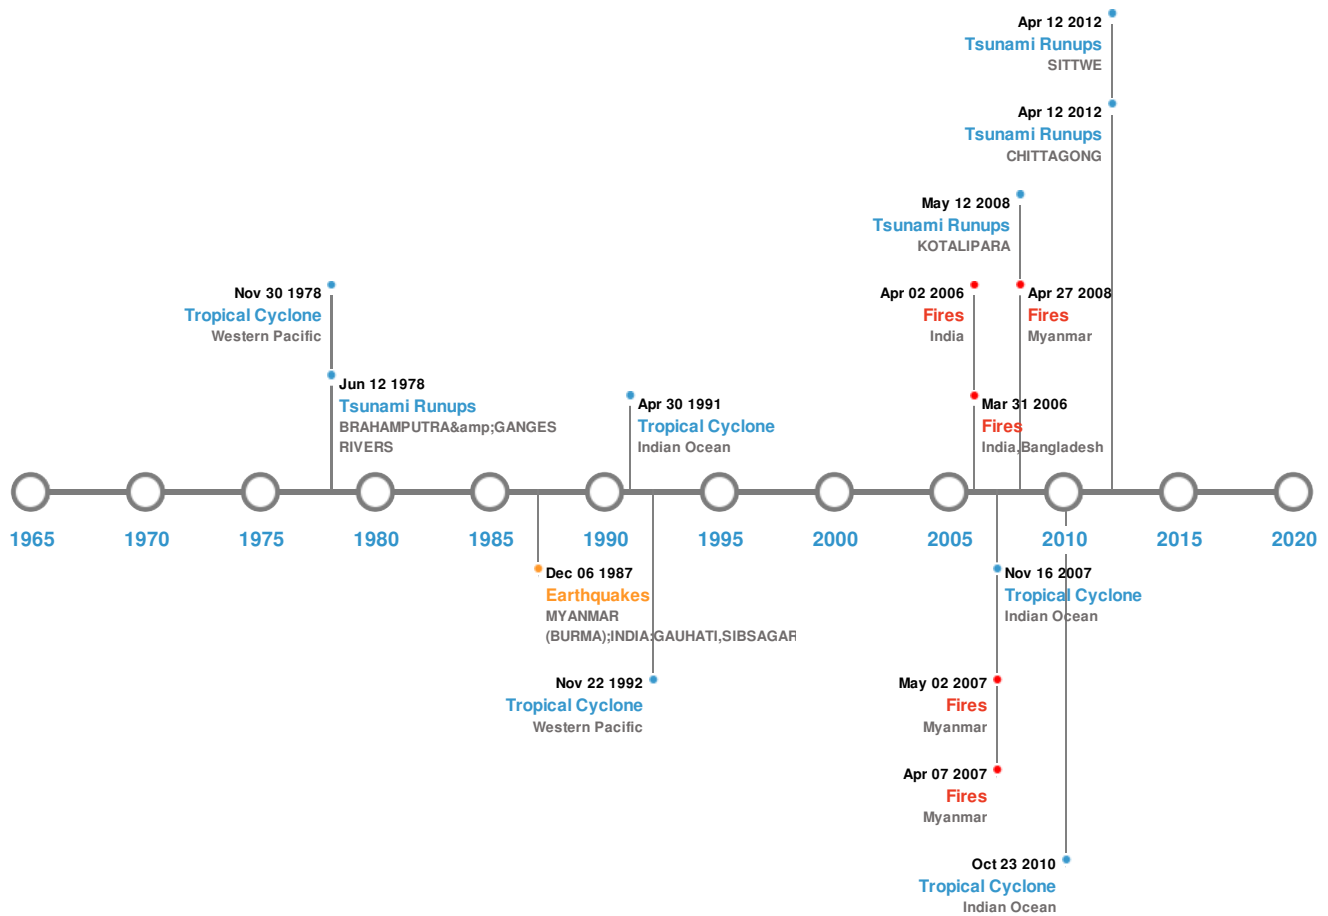 Apr 12 2012
Tsunami Runups
SITTWE
Apr 12 2012
Tsunami Runups
CHITTAGONG
May 12 2008
Tsunami Runups
KOTALIPARA
Nov 30 1978
Tropical Cyclone
Western Pacific
Apr 02 2006
Fires
India
Apr 27 2008
Fires
Myanmar
Jun 12 1978
Tsunami Runups
BRAHAMPUTRA&amp;GANGES
RIVERS
Apr 30 1991
Tropical Cyclone
Indian Ocean
Mar 31 2006
Fires
India,Bangladesh
1965 1970 1975 1980 1985 1990 1995 2000 2005 2010 2015 2020
Dec 06 1987
Earthquakes
MYANMAR
(BURMA);INDIA:GAUHATI,SIBSAGAR
Nov 16 2007
Tropical Cyclone
Indian Ocean
Nov 22 1992
Tropical Cyclone
Western Pacific
May 02 2007
Fires
Myanmar
Apr 07 2007
Fires
Myanmar
Oct 23 2010
Tropical Cyclone
Indian Ocean